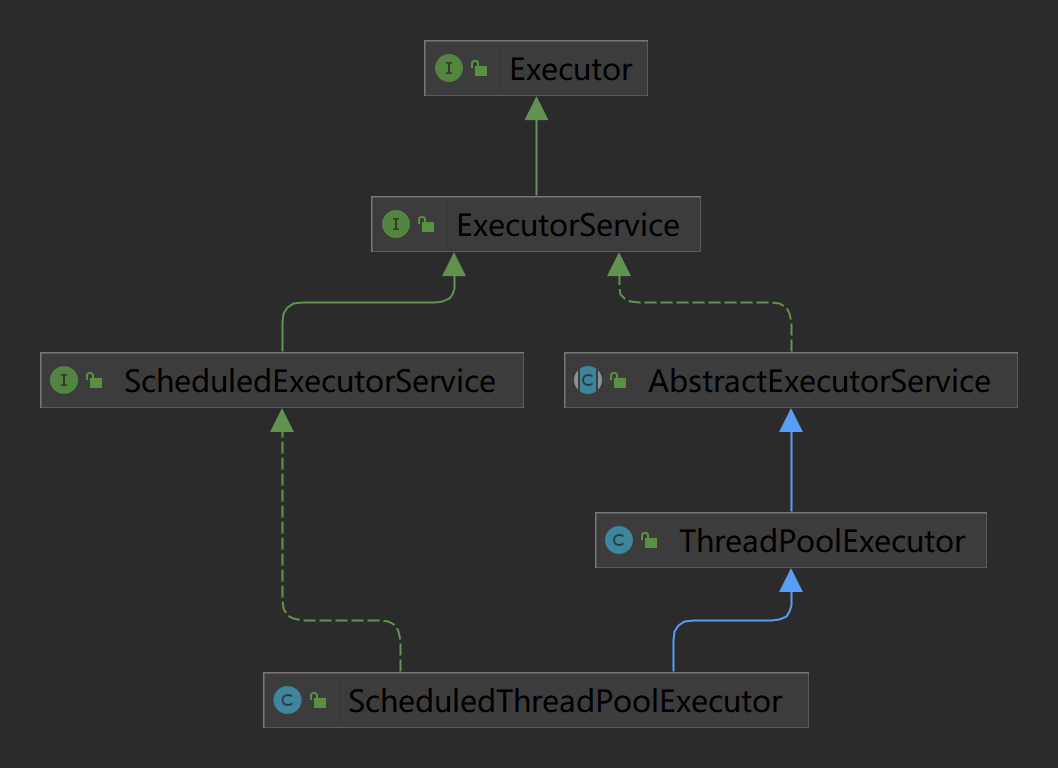 I Executor
I ExecutorService
I ScheduledExecutorService
C AbstractExecutorService
C ThreadPoolExecutor
C ScheduledThreadPoolExecutor